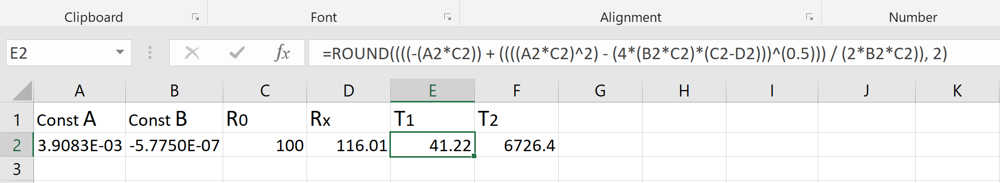 Clipboard Font Alignment Number
E2 fx =ROUND((((-(A2*C2)) + ((((A2*C2)^2) - (4*(B2*C2)*(C2-D2)))^(0.5))) / (2*B2*C2)), 2)
A B C D E F G H I J K
1 Const A Const B R0 Rx T1 T2
2 3.9083E-03 -5.7750E-07 100 116.01 41.22 6726.4
3